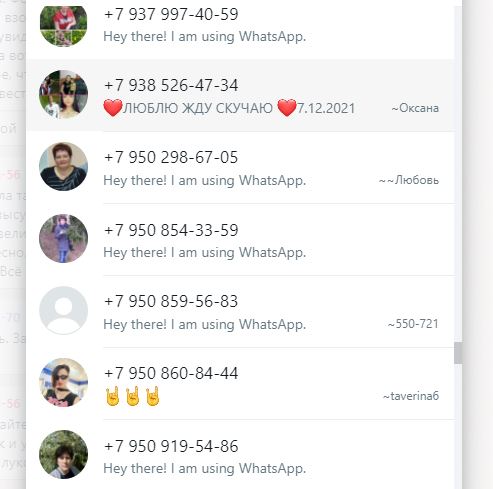 +7 937 997-40-59
Hey there! I am using WhatsApp.
+7 938 526-47-34
❤️ЛЮБЛЮ ЖДУ СКУЧАЮ ❤️7.12.2021 ~Оксана
+7 950 298-67-05
Hey there! I am using WhatsApp. ~~Любовь
+7 950 854-33-59
Hey there! I am using WhatsApp.
+7 950 859-56-83
Hey there! I am using WhatsApp. ~550-721
+7 950 860-84-44
🤘🤘🤘 ~taverina6
+7 950 919-54-86
Hey there! I am using WhatsApp.